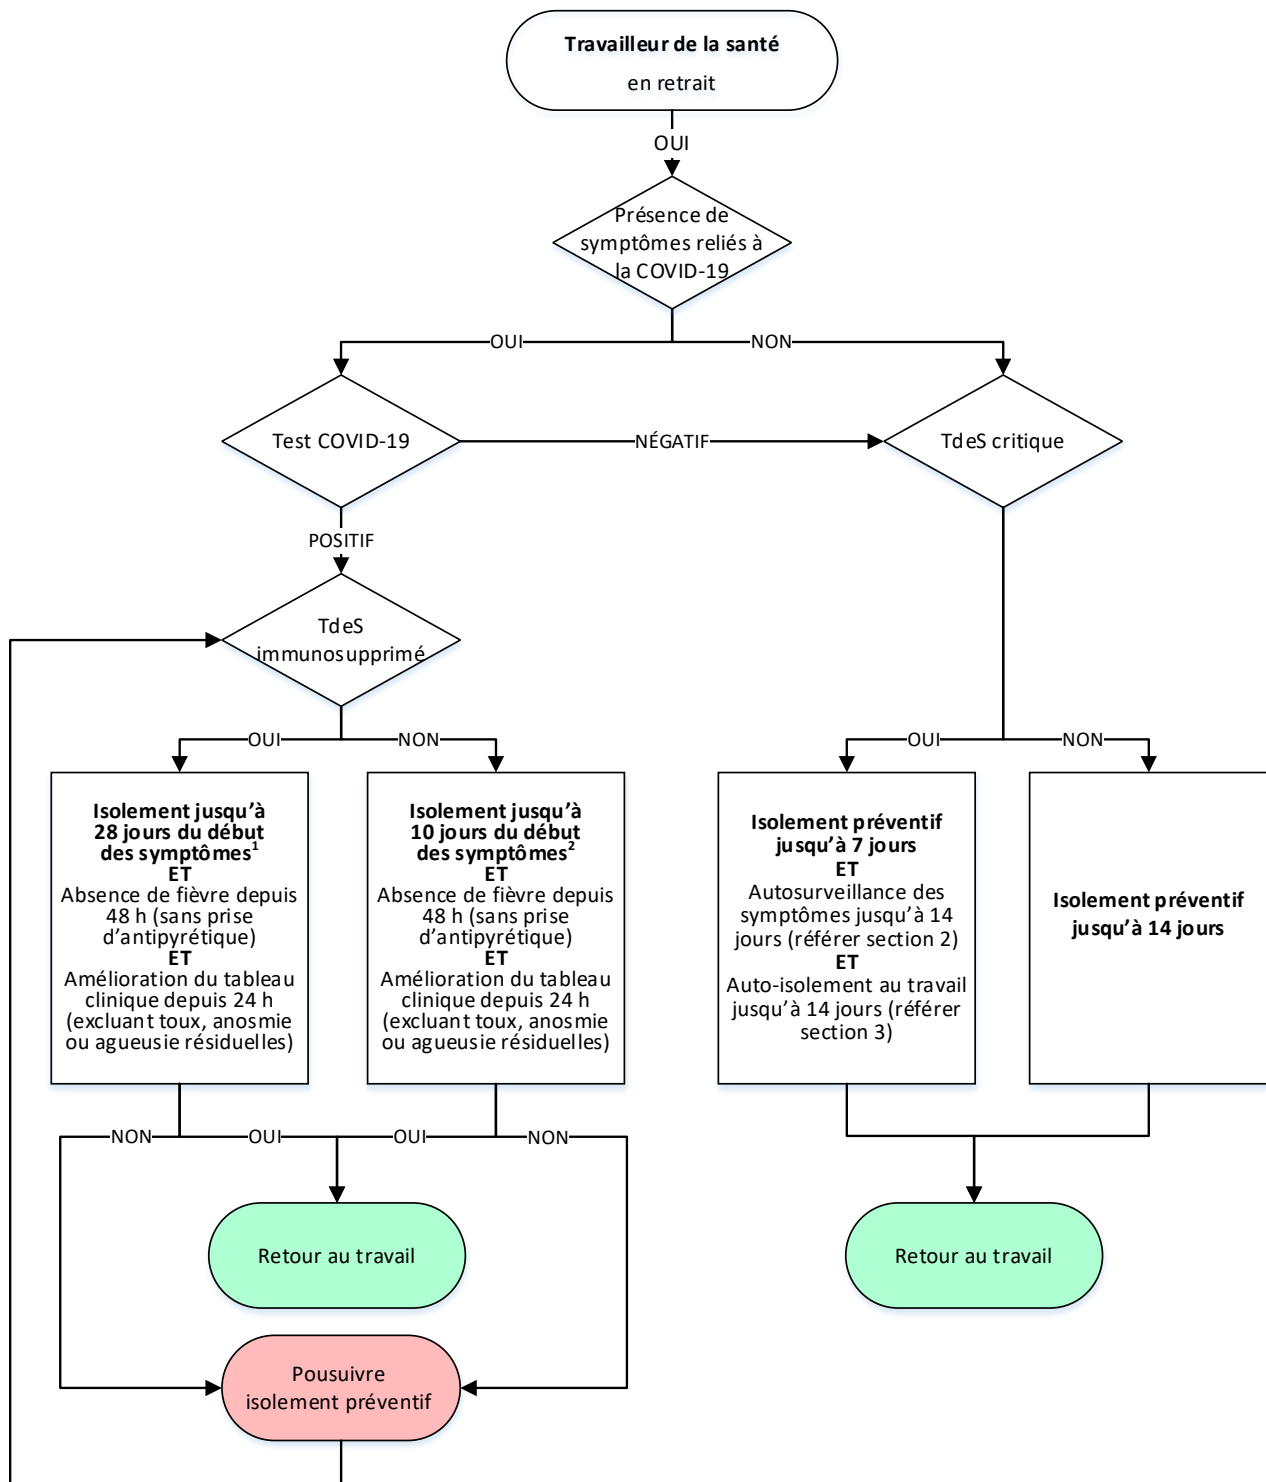 Travailleur de la santé
en retrait
OUI
Présence de
symptômes reliés à
la COVID-19
OUI
NON
Test COVID-19
NÉGATIF
TdeS critique
POSITIF
TdeS
immunosupprimé
OUI
NON
OUI
NON
Isolement jusqu’à
28 jours du début
des symptômes¹
ET
Absence de fièvre depuis
48 h (sans prise
d’antipyrétique)
ET
Amélioration du tableau
clinique depuis 24 h
(excluant toux, anosmie
ou agueusie résiduelles)
Isolement jusqu’à
10 jours du début
des symptômes²
ET
Absence de fièvre depuis
48 h (sans prise
d’antipyrétique)
ET
Amélioration du tableau
clinique depuis 24 h
(excluant toux, anosmie
ou agueusie résiduelles)
Isolement préventif
jusqu’à 7 jours
ET
Autosurveillance des
symptômes jusqu’à 14
jours (référer section 2)
ET
Auto-isolement au travail
jusqu’à 14 jours (référer
section 3)
Isolement préventif
jusqu’à 14 jours
NON
OUI
OUI
NON
Retour au travail
Retour au travail
Pousuivre
isolement préventif